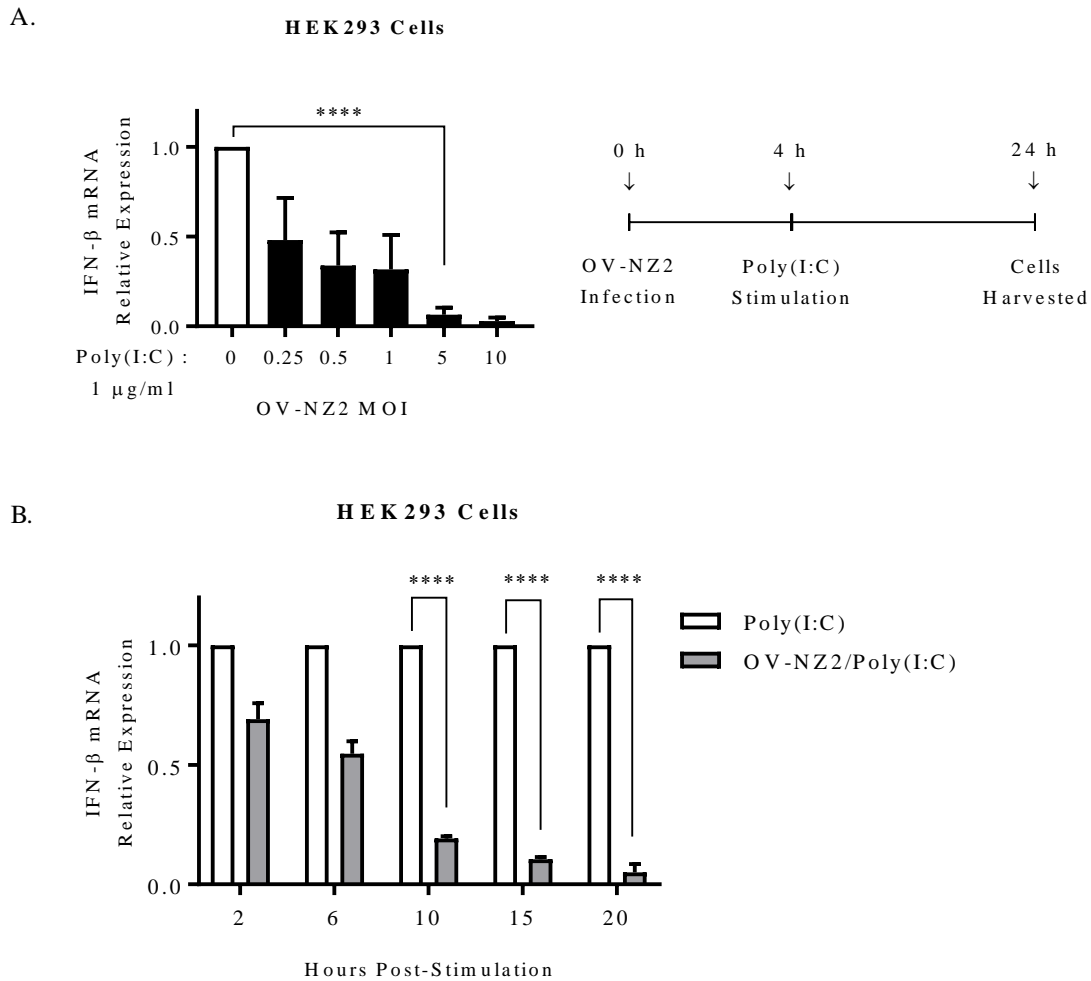 A.
HEK293 Cells
****
IFN-β mRNA
Relative Expression
1.0
0.5
0.0
Poly(I:C) :
1 μg/ml
0 0.25 0.5 1 5 10
OV-NZ2 MOI
0 h 4 h 24 h
↓ ↓ ↓
OV-NZ2 Poly(I:C) Cells
Infection Stimulation Harvested
B.
HEK293 Cells
**** **** ****
IFN-β mRNA
Relative Expression
1.0
0.5
0.0
2 6 10 15 20
Hours Post-Stimulation
Poly(I:C)
OV-NZ2/Poly(I:C)